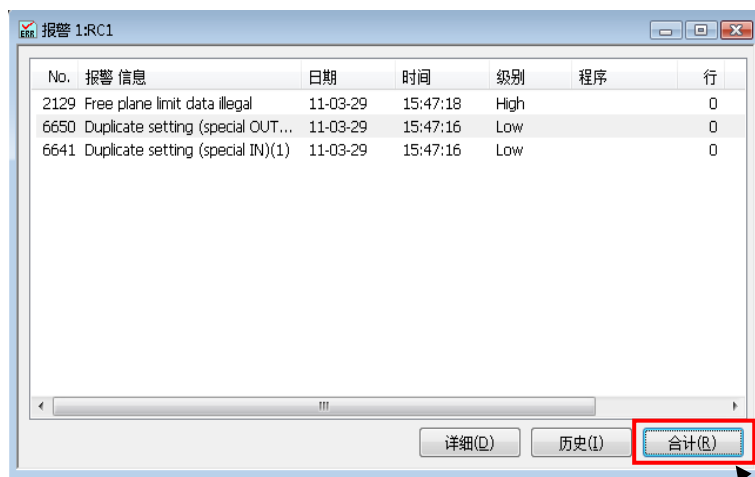 ERR 报警 1:RC1
No. 报警 信息 日期 时间 级别 程序 行
2129 Free plane limit data illegal 11-03-29 15:47:18 High 0
6650 Duplicate setting (special OUT... 11-03-29 15:47:16 Low 0
6641 Duplicate setting (special IN)(1) 11-03-29 15:47:16 Low 0
详细(D) 历史(I) 合计(R)